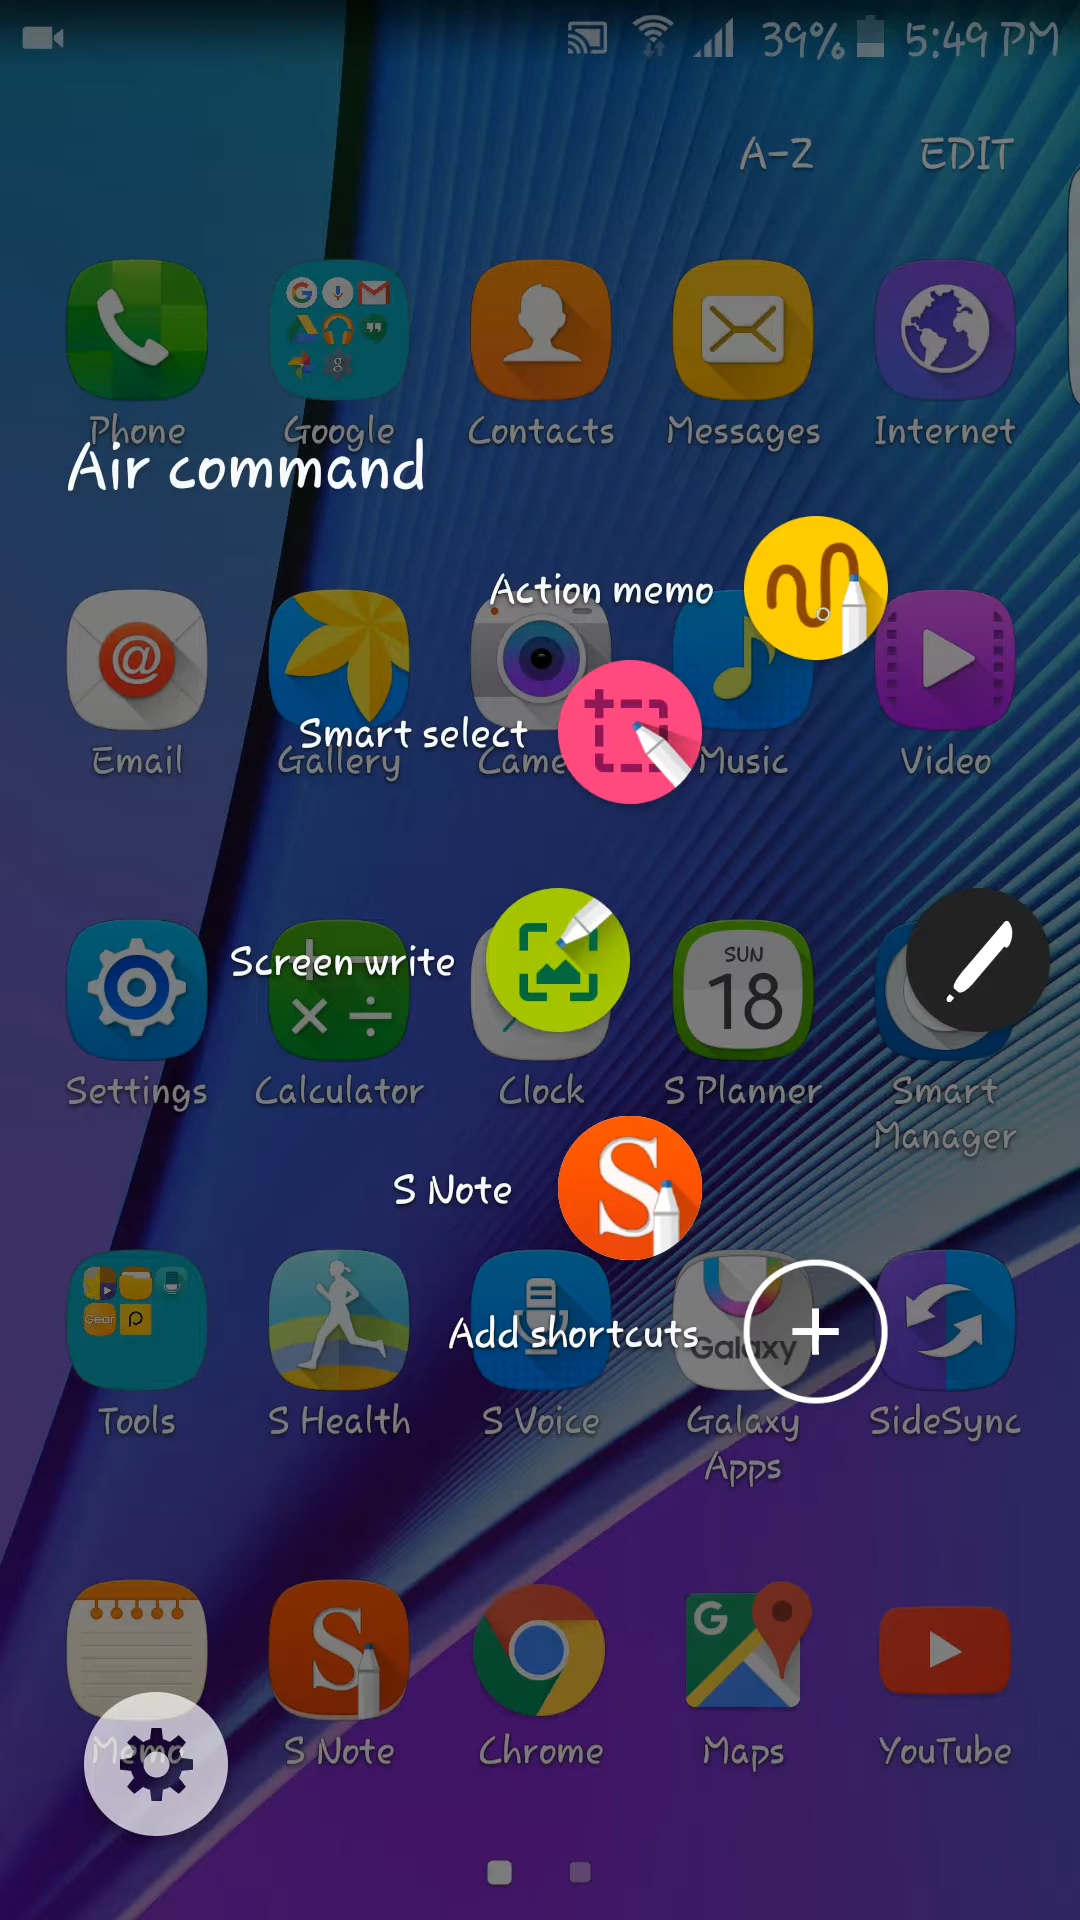 39% 5:49 PM
A-Z EDIT
Phone Google Contacts Messages Internet
Air command
Action memo
Smart select
Email Gallery Came Music Video
Screen write
SUN
18
Settings Calculator Clock S Planner Smart Manager
S Note
Gear
Add shortcuts
Galaxy
Tools S Health S Voice Galaxy Apps SideSync
Memo S Note Chrome Maps YouTube